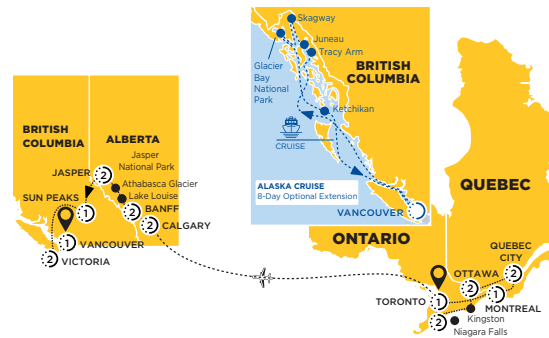 Skagway
Juneau
Tracy Arm
Glacier
Bay
National
Park
BRITISH
COLUMBIA
Ketchikan
CRUISE
ALASKA CRUISE
8-Day Optional Extension
VANCOUVER
BRITISH
COLUMBIA
ALBERTA
Jasper
National Park
JASPER
2
Athabasca Glacier
Lake Louise
SUN PEAKS
1
2
BANFF
2
CALGARY
1
VANCOUVER
2
VICTORIA
ONTARIO
QUEBEC
QUEBEC
CITY
2
OTTAWA
2
TORONTO
1
1
MONTREAL
2
Kingston
Niagara Falls